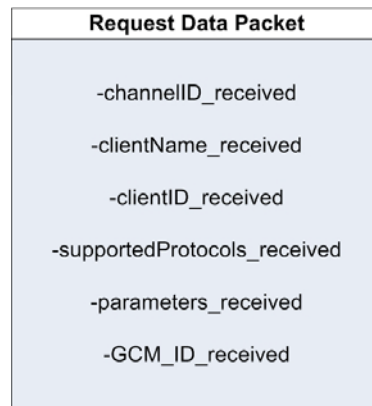 Request Data Packet
-channelID_received
-clientName_received
-clientID_received
-supportedProtocols_received
-parameters_received
-GCM_ID_received